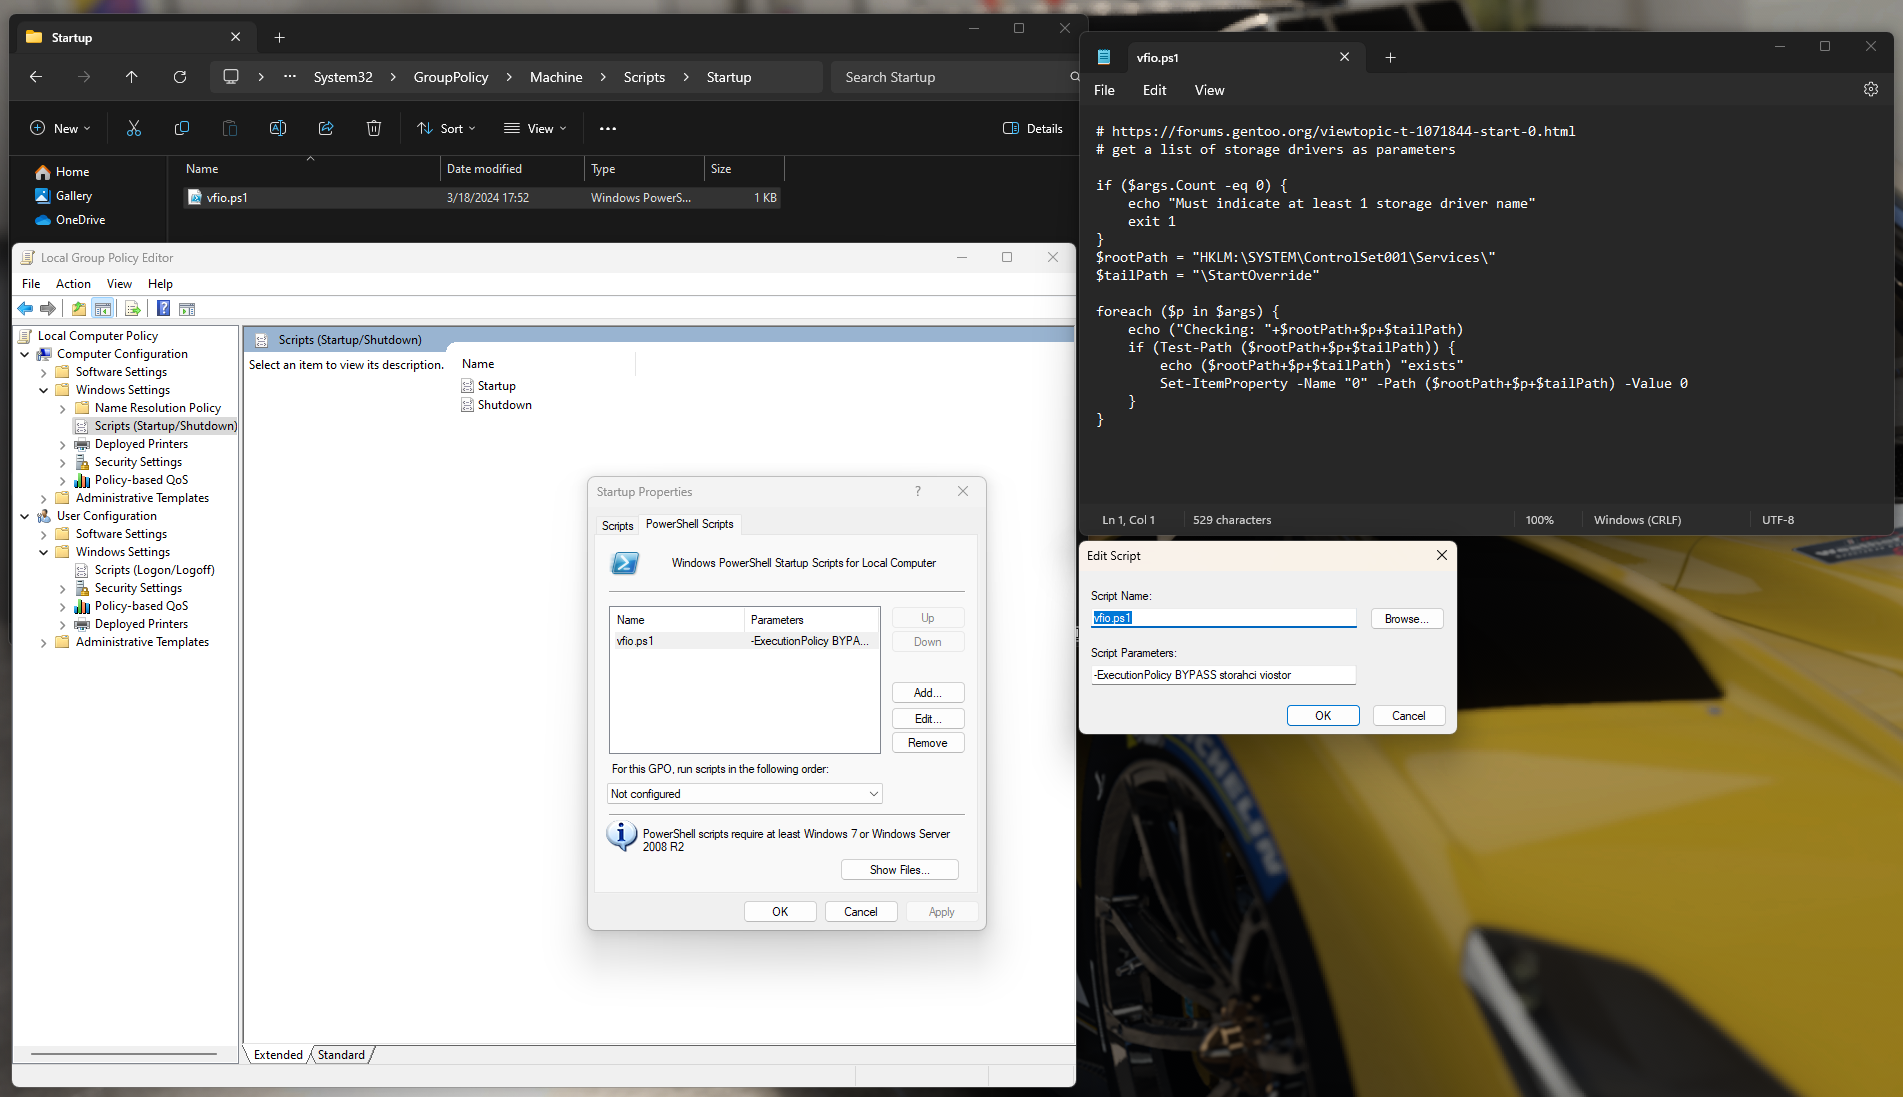 Startup
System32 > GroupPolicy > Machine > Scripts > Startup
Search Startup
New
Sort
View
Details
Home
Gallery
OneDrive
Name
Date modified
Type
Size
vfio.ps1
3/18/2024 17:52
Windows PowerS...
1 KB
Local Group Policy Editor
File Action View Help
Local Computer Policy
Computer Configuration
Software Settings
Windows Settings
Name Resolution Policy
Scripts (Startup/Shutdown)
Deployed Printers
Security Settings
Policy-based QoS
Administrative Templates
User Configuration
Software Settings
Windows Settings
Scripts (Logon/Logoff)
Security Settings
Policy-based QoS
Deployed Printers
Administrative Templates
Scripts (Startup/Shutdown)
Select an item to view its description.
Name
Startup
Shutdown
Extended
Standard
Startup Properties
?
Scripts
PowerShell Scripts
Windows PowerShell Startup Scripts for Local Computer
Name
Parameters
vfio.ps1
-ExecutionPolicy BYPA...
Up
Down
Add...
Edit...
Remove
For this GPO, run scripts in the following order:
Not configured
PowerShell scripts require at least Windows 7 or Windows Server
2008 R2
Show Files...
OK
Cancel
Apply
vfio.ps1
File Edit View
# https://forums.gentoo.org/viewtopic-t-1071844-start-0.html
# get a list of storage drivers as parameters
if ($args.Count -eq 0) {
echo "Must indicate at least 1 storage driver name"
exit 1
}
$rootPath = "HKLM:\SYSTEM\ControlSet001\Services\"
$tailPath = "\StartOverride"
foreach ($p in $args) {
echo ("Checking: "+$rootPath+$p+$tailPath)
if (Test-Path ($rootPath+$p+$tailPath)) {
echo ($rootPath+$p+$tailPath) "exists"
Set-ItemProperty -Name "0" -Path ($rootPath+$p+$tailPath) -Value 0
}
}
Ln 1, Col 1
529 characters
100%
Windows (CRLF)
UTF-8
Edit Script
Script Name:
vfio.ps1
Browse...
Script Parameters:
-ExecutionPolicy BYPASS storahci viostor
OK
Cancel